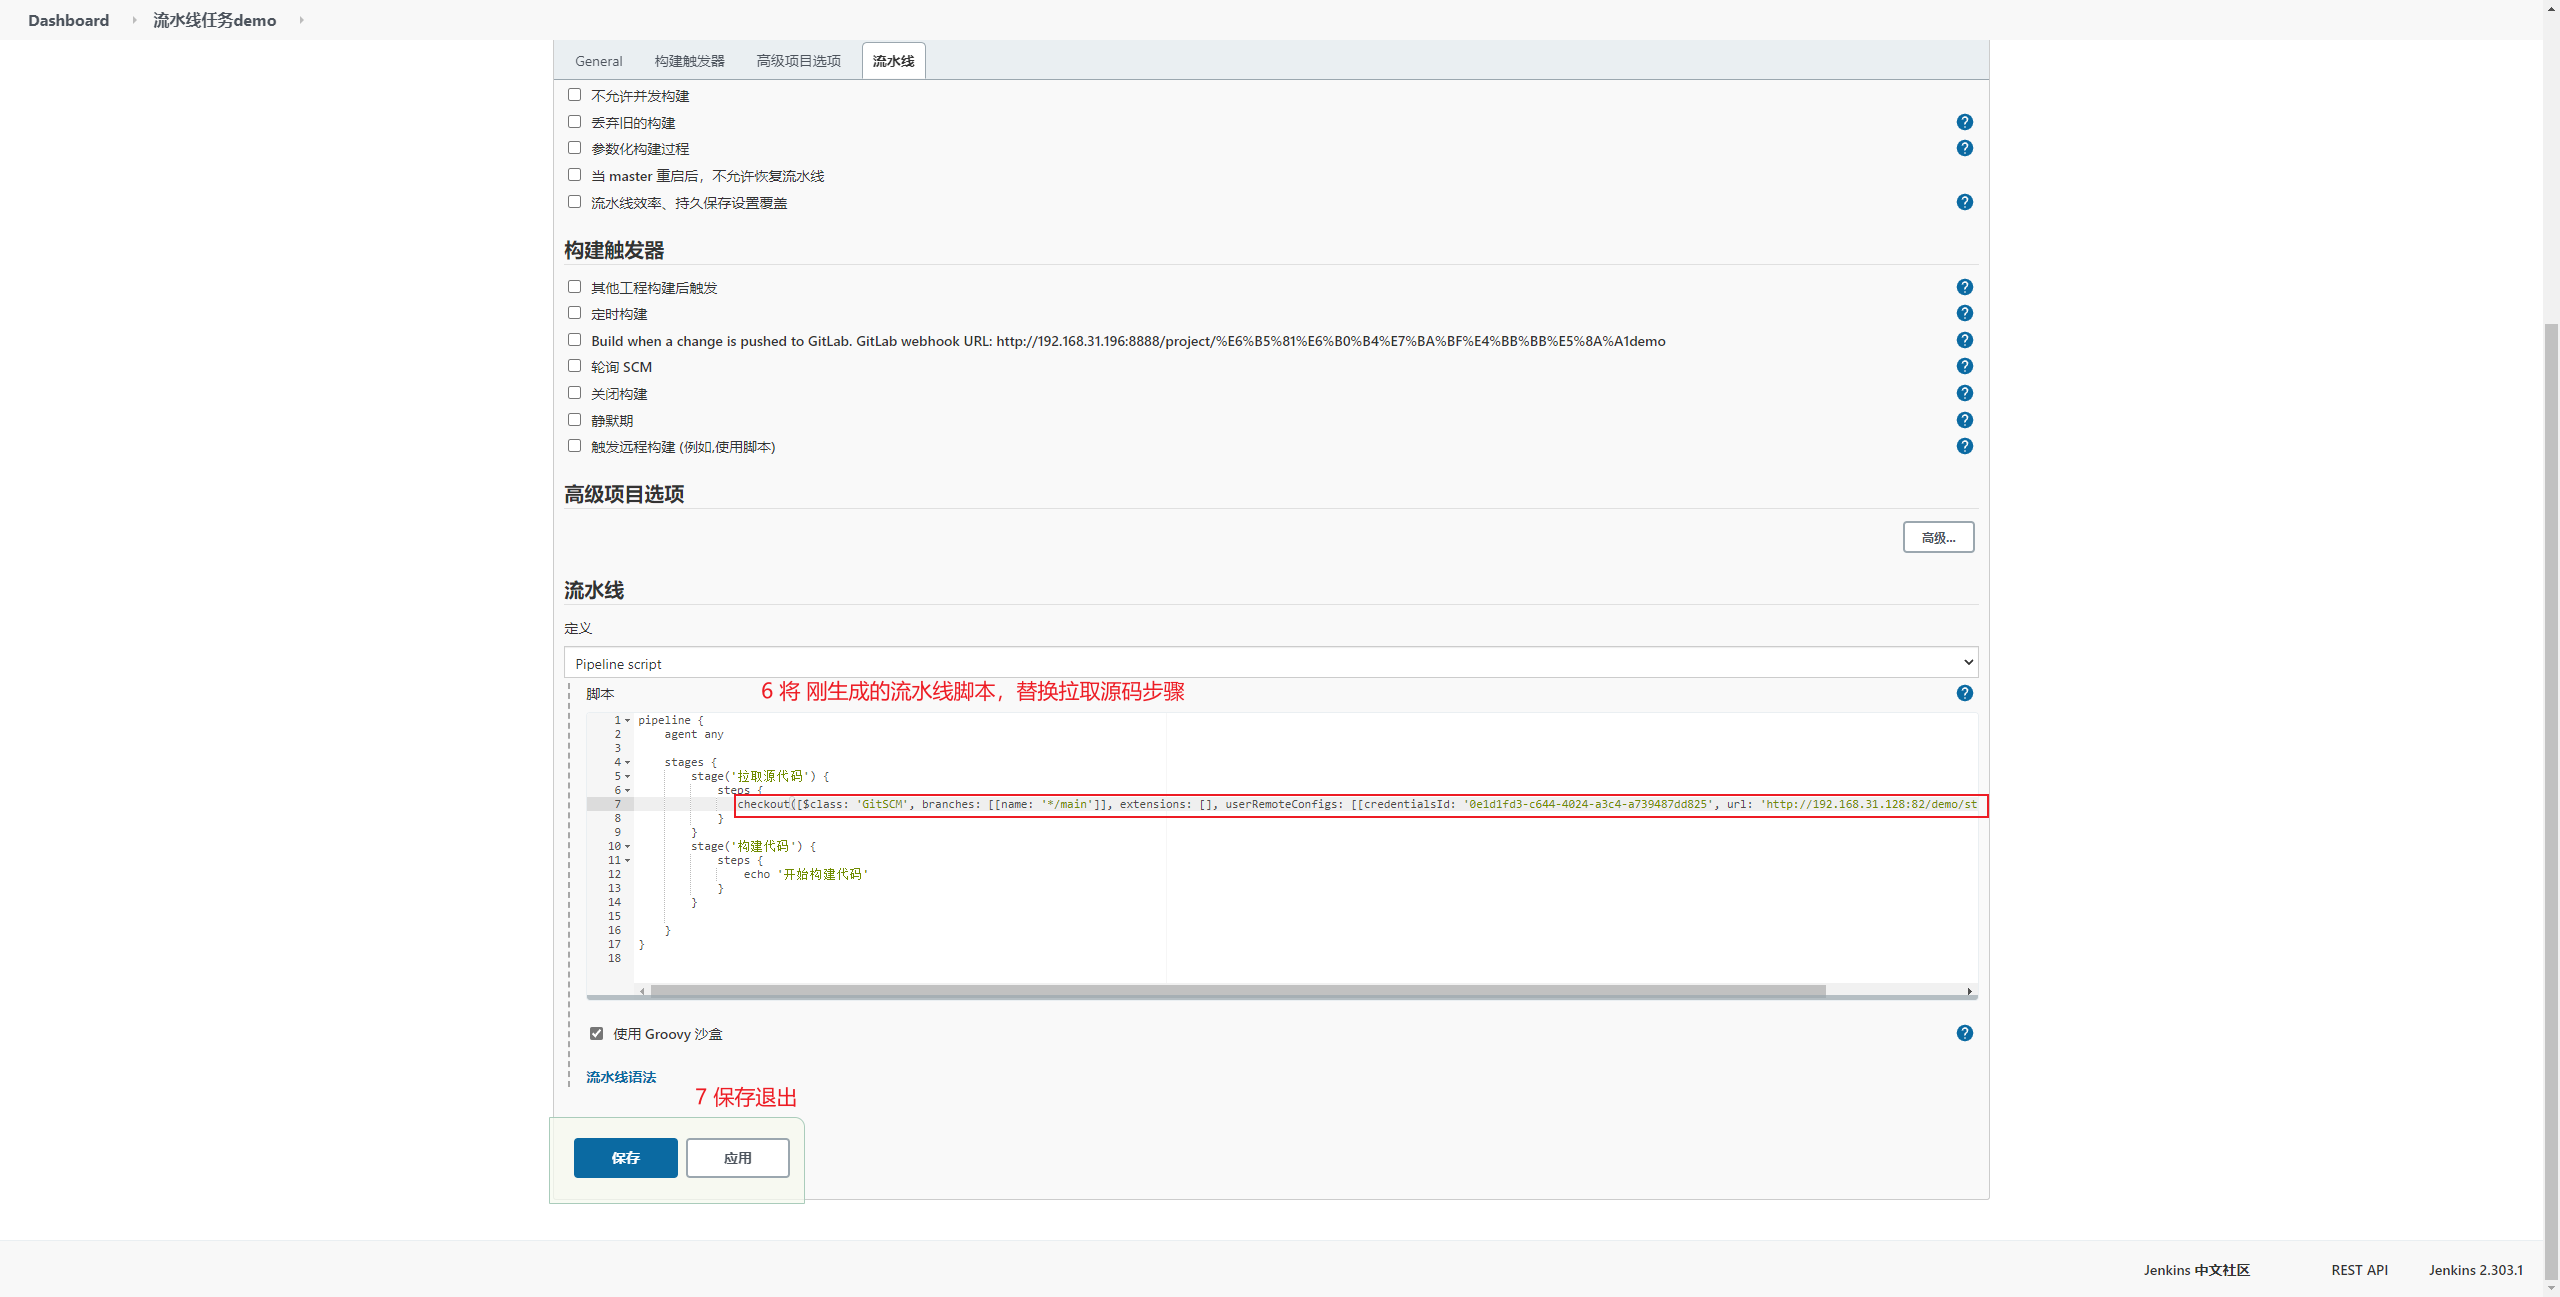 Dashboard 流水线任务demo
General 构建触发器 高级项目选项 流水线
不允许并发构建
丢弃旧的构建
参数化构建过程
当 master 重启后，不允许恢复流水线
流水线效率、持久保存设置覆盖
构建触发器
其他工程构建后触发
定时构建
Build when a change is pushed to GitLab. GitLab webhook URL: http://192.168.31.196:8888/project/%E6%B5%81%E6%B0%B4%E7%BA%BF%E4%BB%BB%E5%8A%A1demo
轮询 SCM
关闭构建
静默期
触发远程构建 (例如,使用脚本)
高级项目选项
高级...
流水线
定义
Pipeline script
脚本
6 将 刚生成的流水线脚本，替换拉取源码步骤
1 pipeline {
2 agent any
3
4 stages {
5 stage('拉取源代码') {
6 steps {
7 checkout([$class: 'GitSCM', branches: [[name: '*/main']], extensions: [], userRemoteConfigs: [[credentialsId: '0e1d1fd3-c644-4024-a3c4-a739487dd825', url: 'http://192.168.31.128:82/demo/st
8 }
9 }
10 stage('构建代码') {
11 steps {
12 echo '开始构建代码'
13 }
14 }
15
16 }
17 }
18
使用 Groovy 沙盒
流水线语法
7 保存退出
保存 应用
Jenkins 中文社区 REST API Jenkins 2.303.1